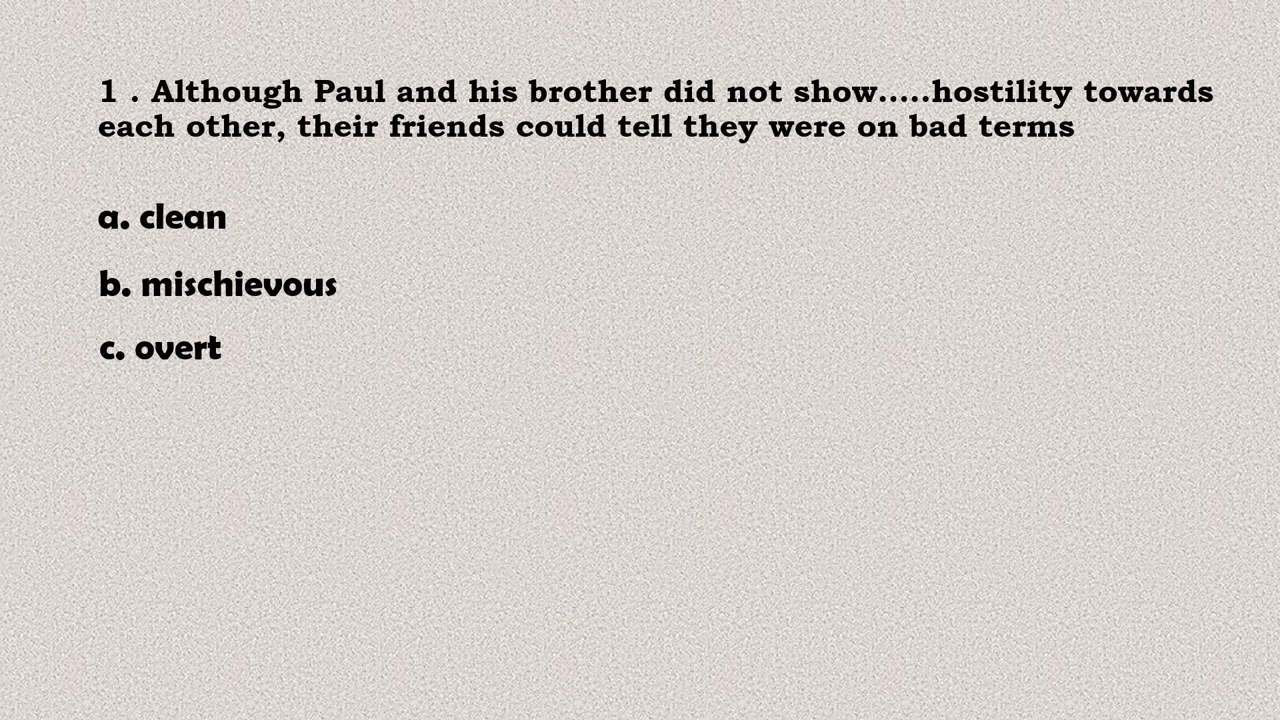 1 . Although Paul and his brother did not show.....hostility towards
each other, their friends could tell they were on bad terms
a. clean
b. mischievous
c. overt